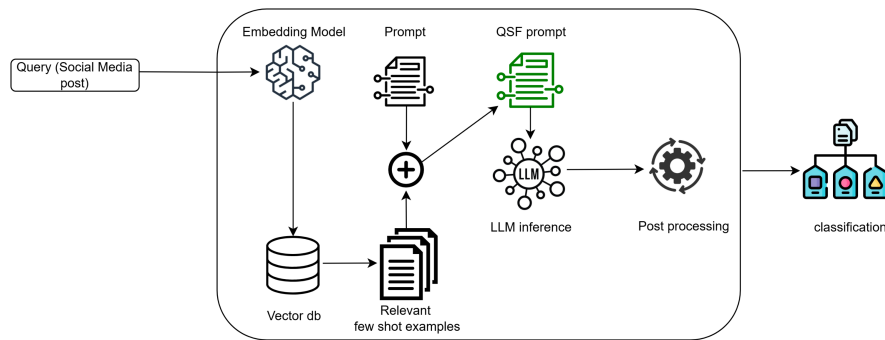 Embedding Model
Prompt
QSF prompt
Query (Social Media
post)
LLM
LLM inference
Post processing
classification
Vector db
Relevant
few shot examples